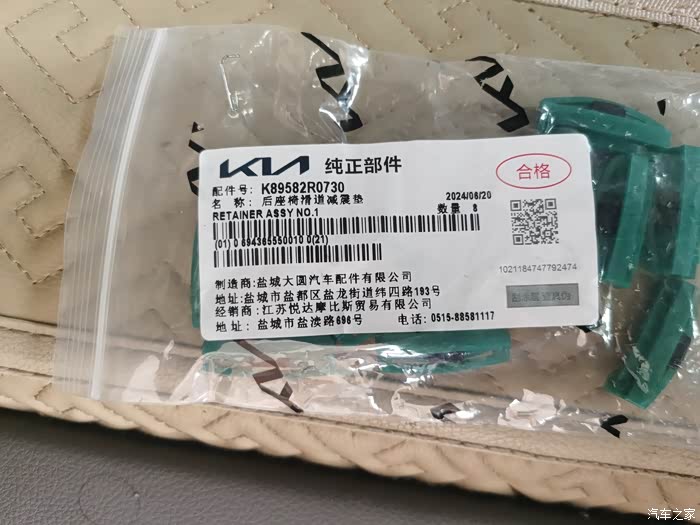 KIA 纯正部件
合格
配件号: K89582R0730
名 称: 后座椅滑道减震垫
2024/06/20
RETAINER ASSY NO.1
数量 8
(01) 0 694365550010 0(21)
1021184747792474
制造商:盐城大圆汽车配件有限公司
地址:盐城市盐都区盐龙街道纬四路193号
经销商:江苏悦达摩比斯贸易有限公司
地址: 盐城市盐渎路696号 电话: 0515-88581117
汽车之家